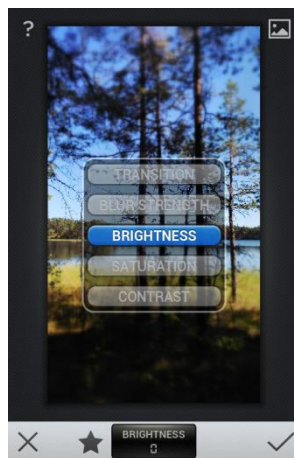 ?
TRANSITION
BLUR STRENGTH
BRIGHTNESS
SATURATION
CONTRAST
BRIGHTNESS
0